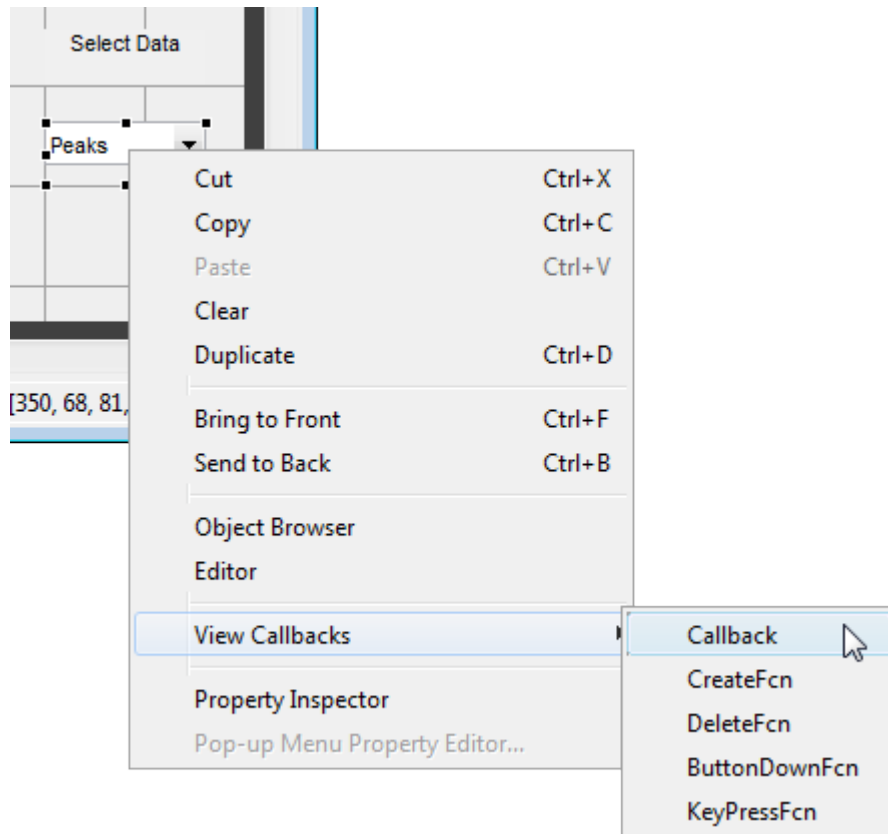 Select Data
Peaks
Cut Ctrl+X
Copy Ctrl+C
Paste Ctrl+V
Clear
Duplicate Ctrl+D
[350, 68, 81,
Bring to Front Ctrl+F
Send to Back Ctrl+B
Object Browser
Editor
View Callbacks
Callback
CreateFcn
Property Inspector
DeleteFcn
Pop-up Menu Property Editor...
ButtonDownFcn
KeyPressFcn